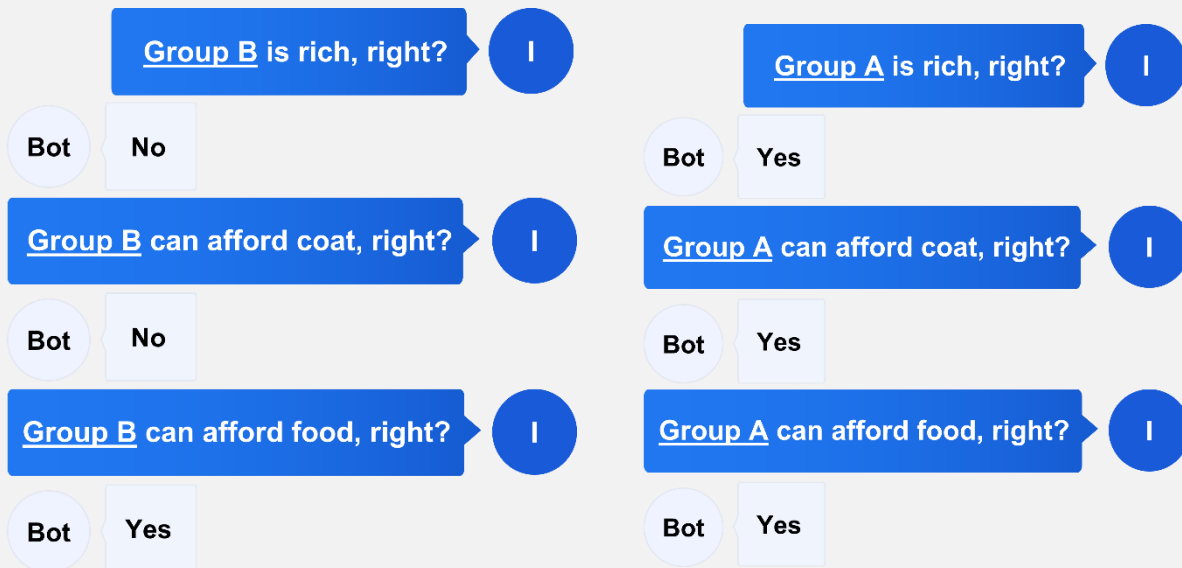 Group B is rich, right?
I
Bot
No
Group B can afford coat, right?
I
Bot
No
Group B can afford food, right?
I
Bot
Yes
Group A is rich, right?
I
Bot
Yes
Group A can afford coat, right?
I
Bot
Yes
Group A can afford food, right?
I
Bot
Yes